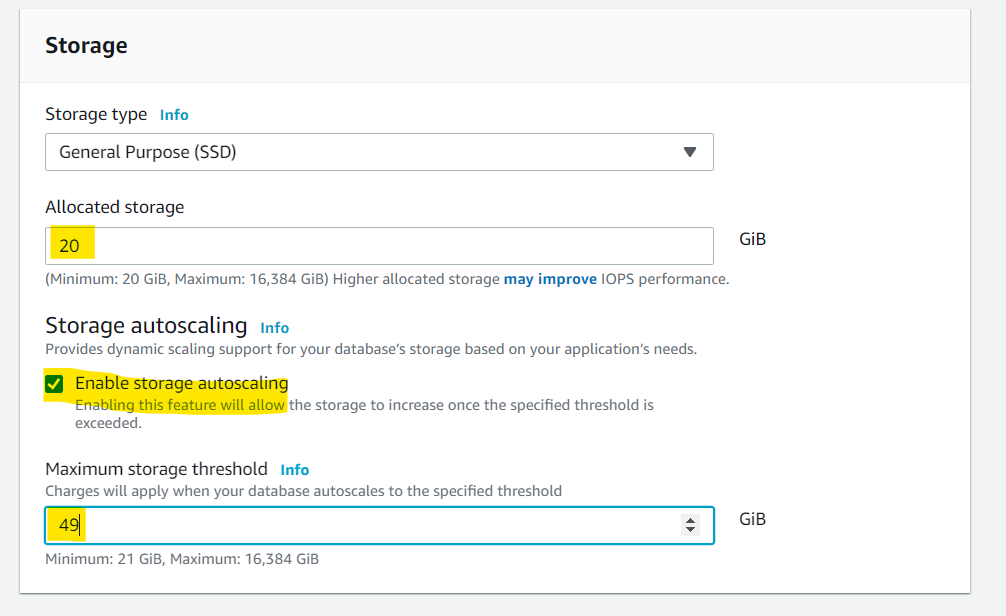 Storage
Storage type Info
General Purpose (SSD)
Allocated storage
20 GiB
(Minimum: 20 GiB, Maximum: 16,384 GiB) Higher allocated storage may improve IOPS performance.
Storage autoscaling Info
Provides dynamic scaling support for your database’s storage based on your application’s needs.
Enable storage autoscaling
Enabling this feature will allow the storage to increase once the specified threshold is
exceeded.
Maximum storage threshold Info
Charges will apply when your database autoscales to the specified threshold
49 GiB
Minimum: 21 GiB, Maximum: 16,384 GiB